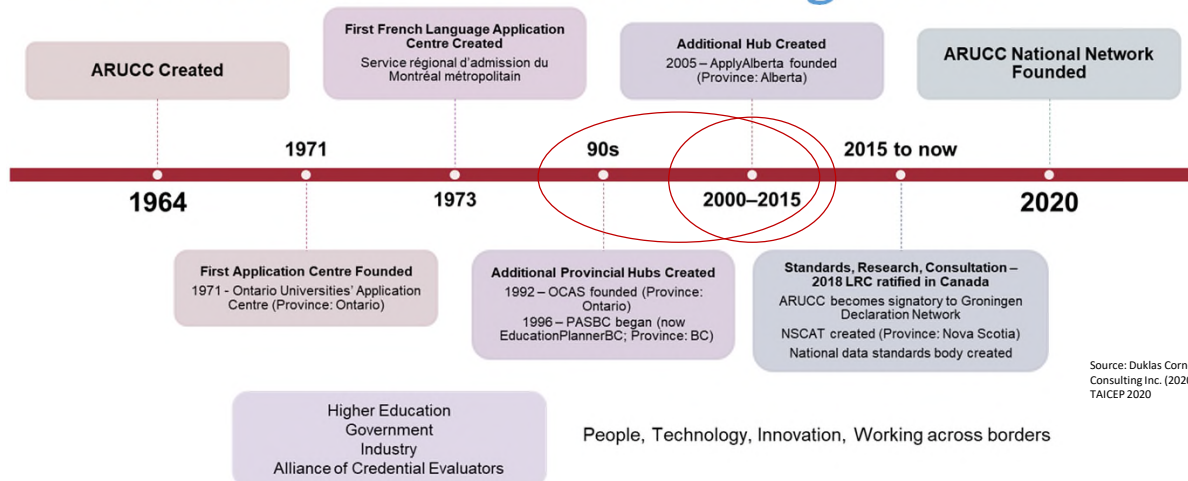 ARUCC Created
First French Language Application
Centre Created
Service régional d'admission du
Montréal métropolitain
Additional Hub Created
2005 – ApplyAlberta founded
(Province: Alberta)
ARUCC National Network
Founded
1971
90s
2015 to now
1964
1973
2000–2015
2020
First Application Centre Founded
1971 - Ontario Universities' Application
Centre (Province: Ontario)
Additional Provincial Hubs Created
1992 – OCAS founded (Province:
Ontario)
1996 – PASBC began (now
EducationPlannerBC; Province: BC)
Standards, Research, Consultation –
2018 LRC ratified in Canada
ARUCC becomes signatory to Groningen
Declaration Network
NSCAT created (Province: Nova Scotia)
National data standards body created
Source: Duklas Corn
Consulting Inc. (202
TAICEP 2020
Higher Education
Government
Industry
Alliance of Credential Evaluators
People, Technology, Innovation, Working across borders